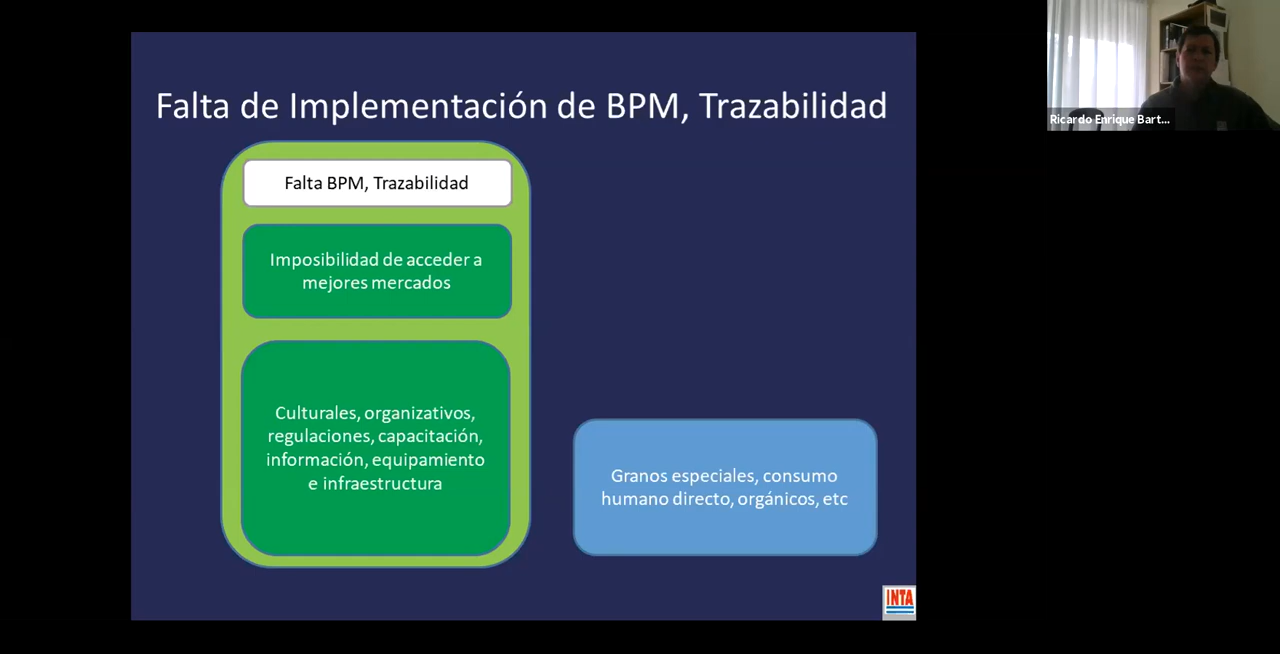 Falta de Implementación de BPM, Trazabilidad
Falta BPM, Trazabilidad
Imposibilidad de acceder a
mejores mercados
Culturales, organizativos,
regulaciones, capacitación,
información, equipamiento
e infraestructura
Granos especiales, consumo
humano directo, orgánicos, etc
INTA
Ricardo Enrique Bart...